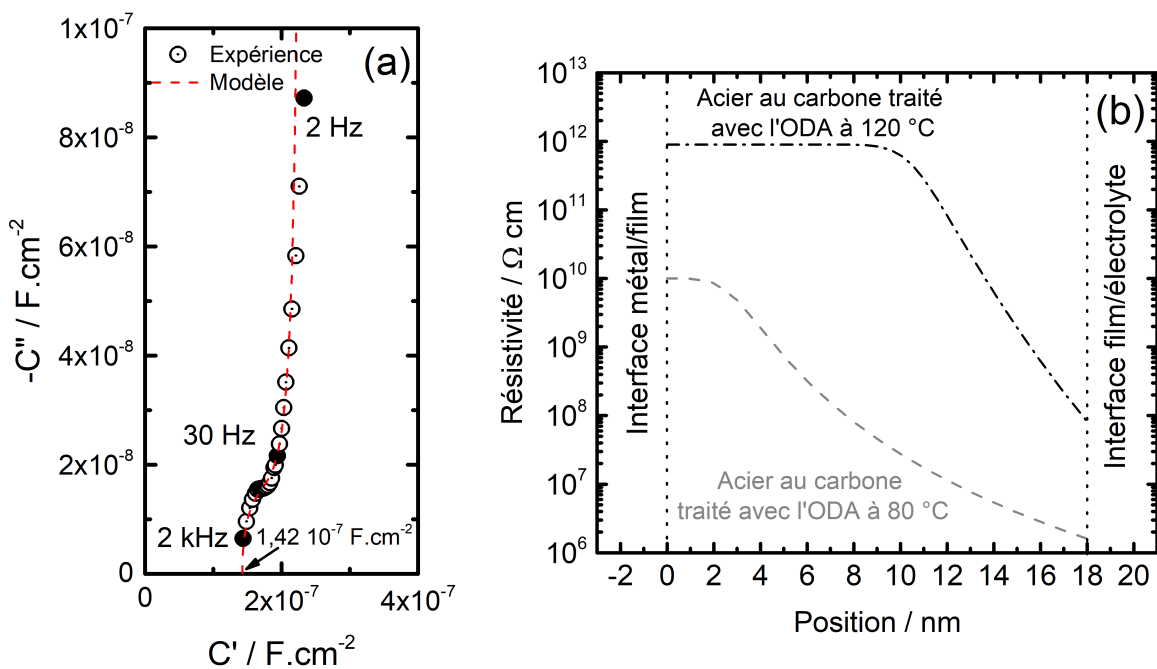 (a)
Expérience
Modèle
1x10⁻⁷
8x10⁻⁸
6x10⁻⁸
4x10⁻⁸
2x10⁻⁸
0
-C" / F.cm⁻²
2 Hz
30 Hz
2 kHz
1,42 10⁻⁷ F.cm⁻²
0
2x10⁻⁷
4x10⁻⁷
C' / F.cm⁻²
(b)
10¹³
10¹²
10¹¹
10¹⁰
10⁹
10⁸
10⁷
10⁶
Résistivité / Ω cm
Interface métal/film
Acier au carbone traité
avec l'ODA à 120 °C
Acier au carbone
traité avec l'ODA à 80 °C
Interface film/électrolyte
-2 0 2 4 6 8 10 12 14 16 18 20
Position / nm